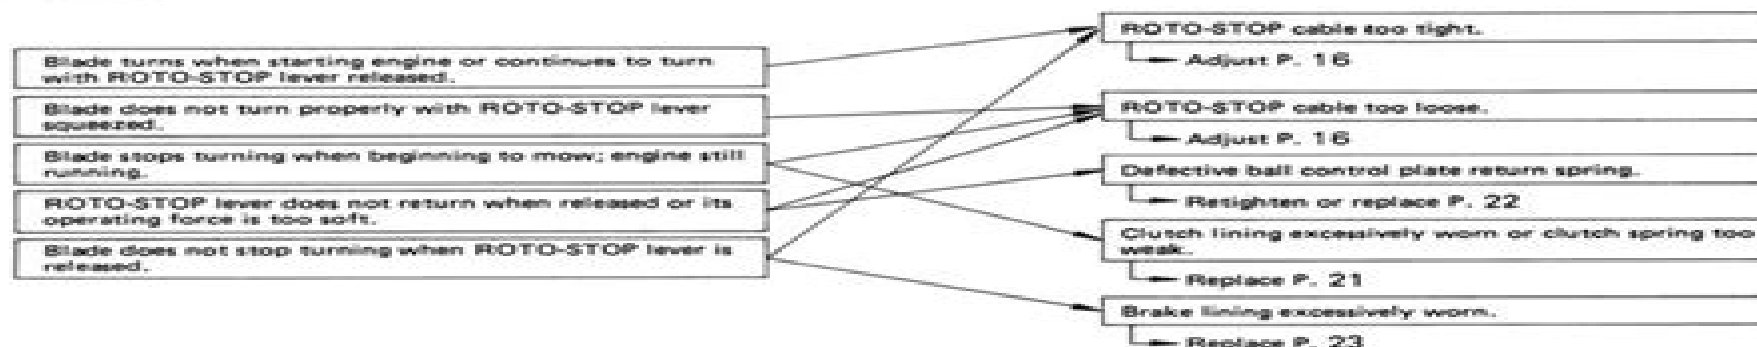 Blade turns when starting engine or continues to turn
with ROTO-STOP lever released.
Blade does not turn properly with ROTO-STOP lever
squeezed.
Blade stops turning when beginning to mow; engine still
running.
ROTO-STOP lever does not return when released or its
operating force is too soft.
Blade does not stop turning when ROTO-STOP lever is
released.
ROTO-STOP cable too tight.
Adjust P. 16
ROTO-STOP cable too loose.
Adjust P. 16
Defective ball control plate return spring.
Retighten or replace P. 22
Clutch lining excessively worn or clutch spring too
weak.
Replace P. 21
Brake lining excessively worn.
Replace P. 23